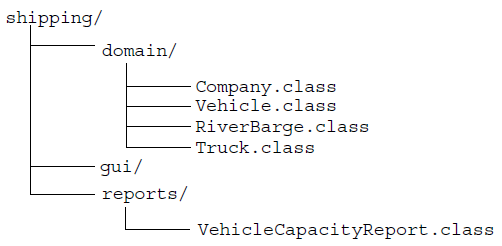 shipping/
domain/
Company.class
Vehicle.class
RiverBarge.class
Truck.class
gui/
reports/
VehicleCapacityReport.class